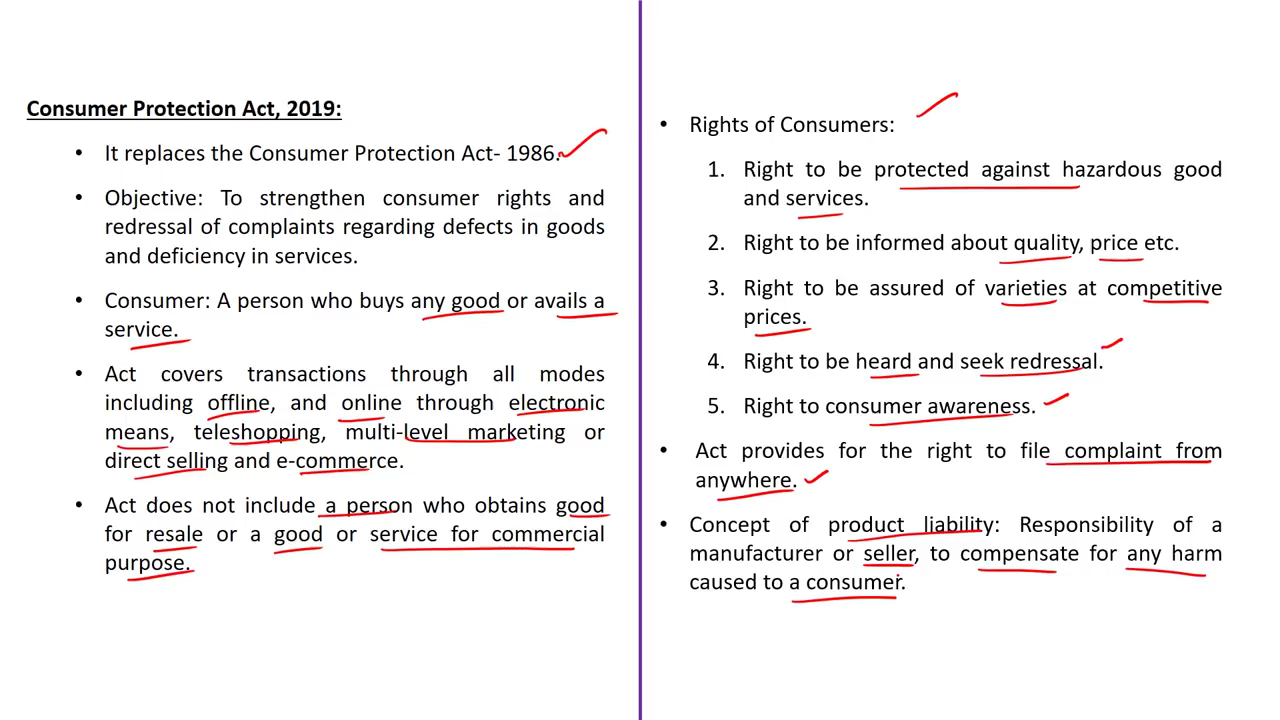 Consumer Protection Act, 2019:
• It replaces the Consumer Protection Act- 1986.
• Objective: To strengthen consumer rights and
redressal of complaints regarding defects in goods
and deficiency in services.
• Consumer: A person who buys any good or avails a
service.
• Act covers transactions through all modes
including offline, and online through electronic
means, teleshopping, multi-level marketing or
direct selling and e-commerce.
• Act does not include a person who obtains good
for resale or a good or service for commercial
purpose.
• Rights of Consumers:
1. Right to be protected against hazardous good
and services.
2. Right to be informed about quality, price etc.
3. Right to be assured of varieties at competitive
prices.
4. Right to be heard and seek redressal.
5. Right to consumer awareness.
• Act provides for the right to file complaint from
anywhere.
• Concept of product liability: Responsibility of a
manufacturer or seller, to compensate for any harm
caused to a consumer.